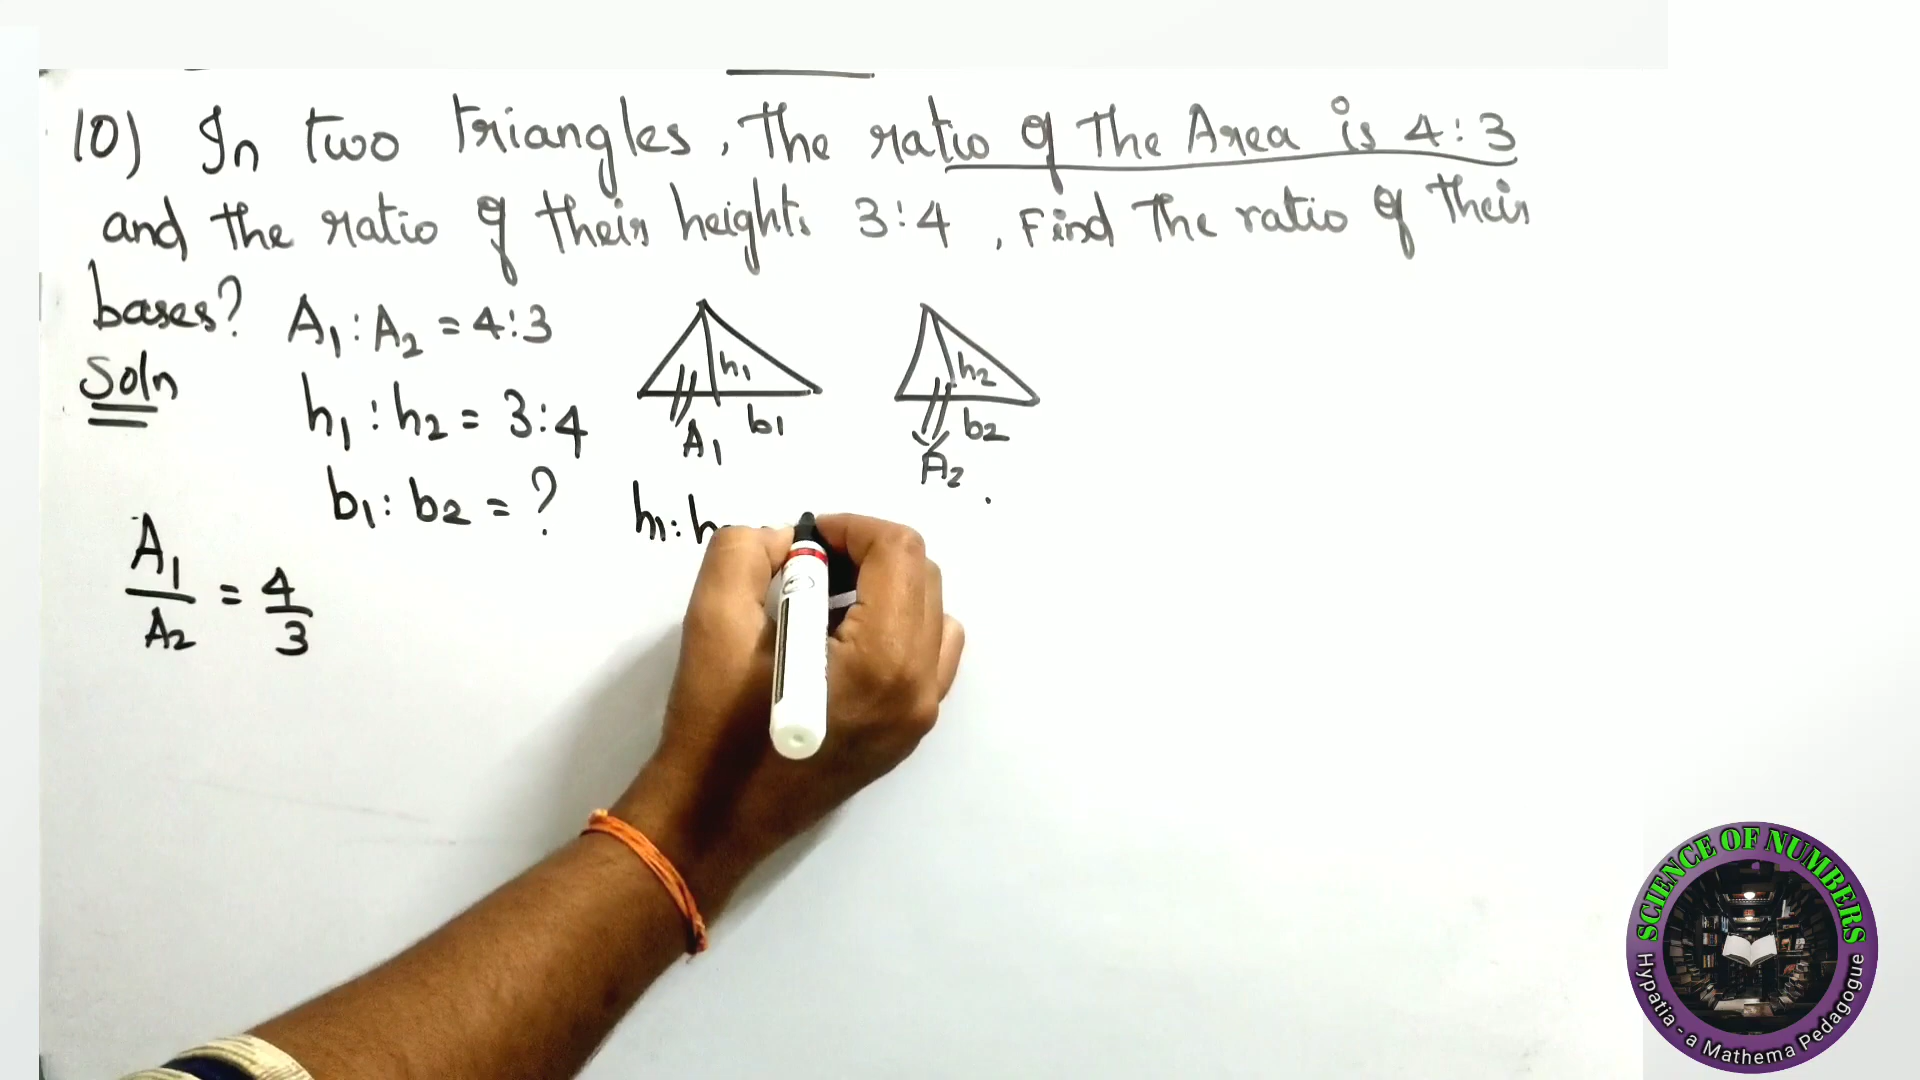 10) In two triangles, The ratio of The Area is 4:3
and the ratio of their heights 3:4, Find The ratio of their
bases?
A1 : A2 = 4:3
Soln
h1 : h2 = 3:4
b1 : b2 = ?
h1
b1
A1
h2
b2
A2
h1 : h
A1/A2 = 4/3
SCIENCE OF NUMBERS
Hypatia - a Mathema Pedagogue